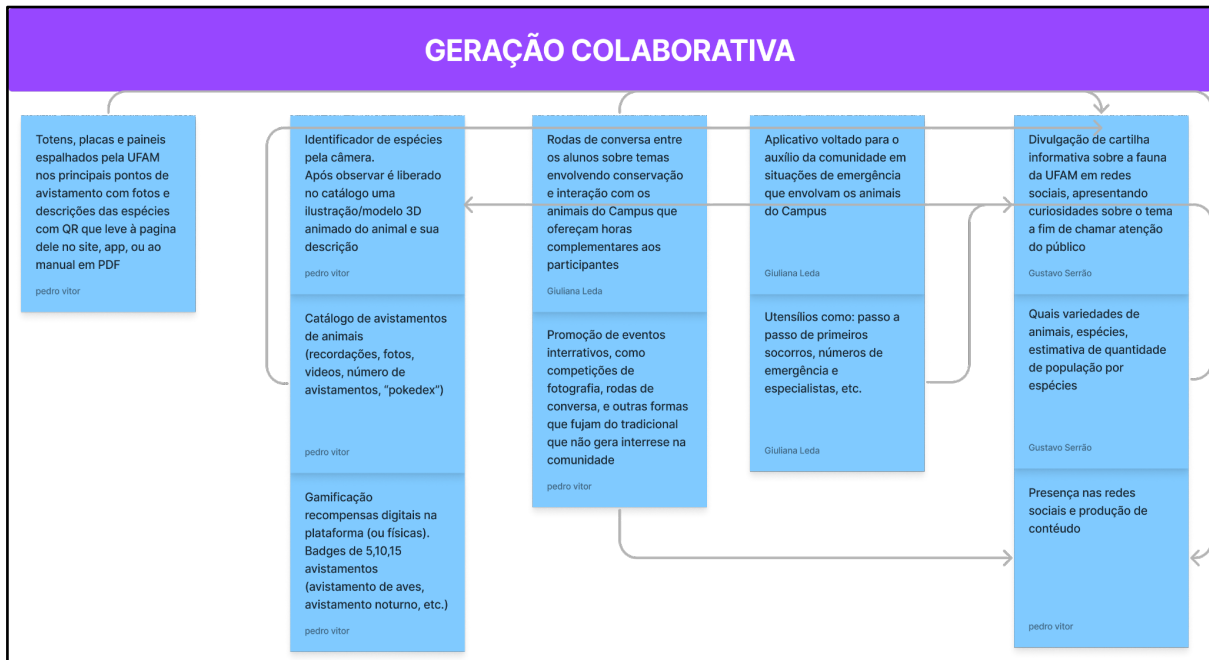 GERAÇÃO COLABORATIVA
Totens, placas e paineis
espalhados pela UFAM
nos principais pontos de
avistamento com fotos e
descrições das espécies
com QR que leve à pagina
dele no site, app, ou ao
manual em PDF
pedro vitor
Identificador de espécies
pela câmera.
Após observar é liberado
no catálogo uma
ilustração/modelo 3D
animado do animal e sua
descrição
pedro vitor
Catálogo de avistamentos
de animais
(recordações, fotos,
videos, número de
avistamentos, “pokedex”)
pedro vitor
Gamificação
recompensas digitais na
plataforma (ou físicas).
Badges de 5,10,15
avistamentos
(avistamento de aves,
avistamento noturno, etc.)
pedro vitor
Rodas de conversa entre
os alunos sobre temas
envolvendo conservação
e interação com os
animais do Campus que
ofereçam horas
complementares aos
participantes
Giuliana Leda
Promoção de eventos
interrativos, como
competições de
fotografia, rodas de
conversa, e outras formas
que fujam do tradicional
que não gera interrese na
comunidade
pedro vitor
Aplicativo voltado para o
auxílio da comunidade em
situações de emergência
que envolvam os animais
do Campus
Giuliana Leda
Utensílios como: passo a
passo de primeiros
socorros, números de
emergência e
especialistas, etc.
Giuliana Leda
Divulgação de cartilha
informativa sobre a fauna
da UFAM em redes
sociais, apresentando
curiosidades sobre o tema
a fim de chamar atenção
do público
Gustavo Serrão
Quais variedades de
animais, espécies,
estimativa de quantidade
de população por
espécies
Gustavo Serrão
Presença nas redes
sociais e produção de
contéudo
pedro vitor